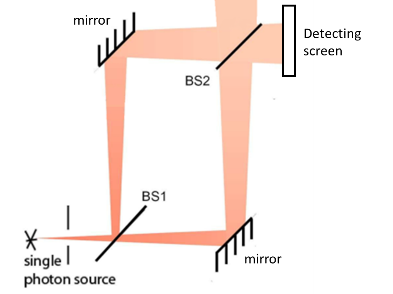 mirror
Detecting
screen
BS2
BS1
single
photon source
mirror